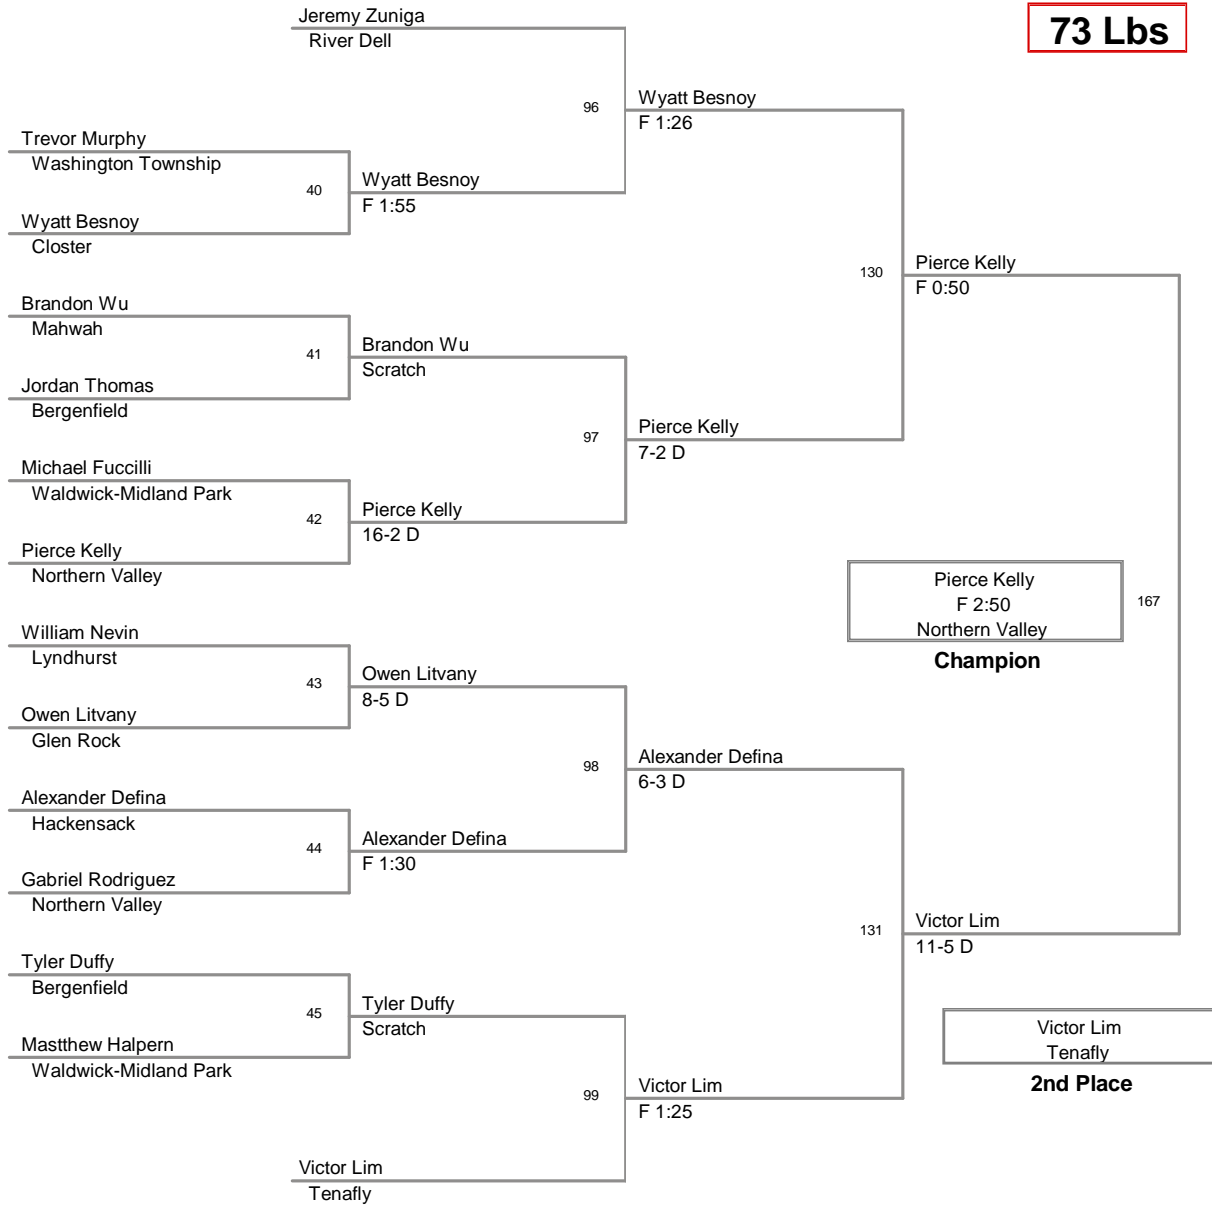 Jeremy Zuniga
River Dell
73 Lbs
96
Wyatt Besnoy
F 1:26
Trevor Murphy
Washington Township
40
Wyatt Besnoy
F 1:55
Wyatt Besnoy
Closter
130
Pierce Kelly
F 0:50
Brandon Wu
Mahwah
41
Brandon Wu
Scratch
Jordan Thomas
Bergenfield
97
Pierce Kelly
7-2 D
Michael Fuccilli
Waldwick-Midland Park
42
Pierce Kelly
16-2 D
Pierce Kelly
Northern Valley
Pierce Kelly
F 2:50
Northern Valley
Champion
167
William Nevin
Lyndhurst
43
Owen Litvany
8-5 D
Owen Litvany
Glen Rock
98
Alexander Defina
6-3 D
Alexander Defina
Hackensack
44
Alexander Defina
F 1:30
Gabriel Rodriguez
Northern Valley
131
Victor Lim
11-5 D
Tyler Duffy
Bergenfield
45
Tyler Duffy
Scratch
Mastthew Halpern
Waldwick-Midland Park
Victor Lim
Tenafly
2nd Place
99
Victor Lim
F 1:25
Victor Lim
Tenafly